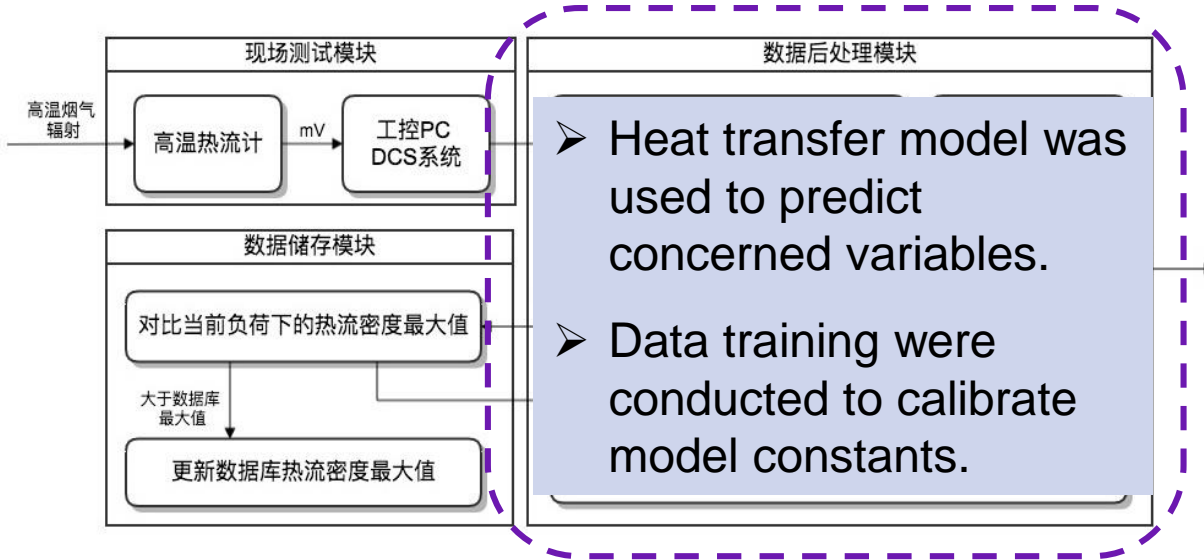 现场测试模块
高温烟气
辐射
高温热流计
mV
工控PC
DCS系统
数据后处理模块
➢ Heat transfer model was
used to predict
concerned variables.
➢ Data training were
conducted to calibrate
model constants.
数据储存模块
对比当前负荷下的热流密度最大值
大于数据库
最大值
更新数据库热流密度最大值